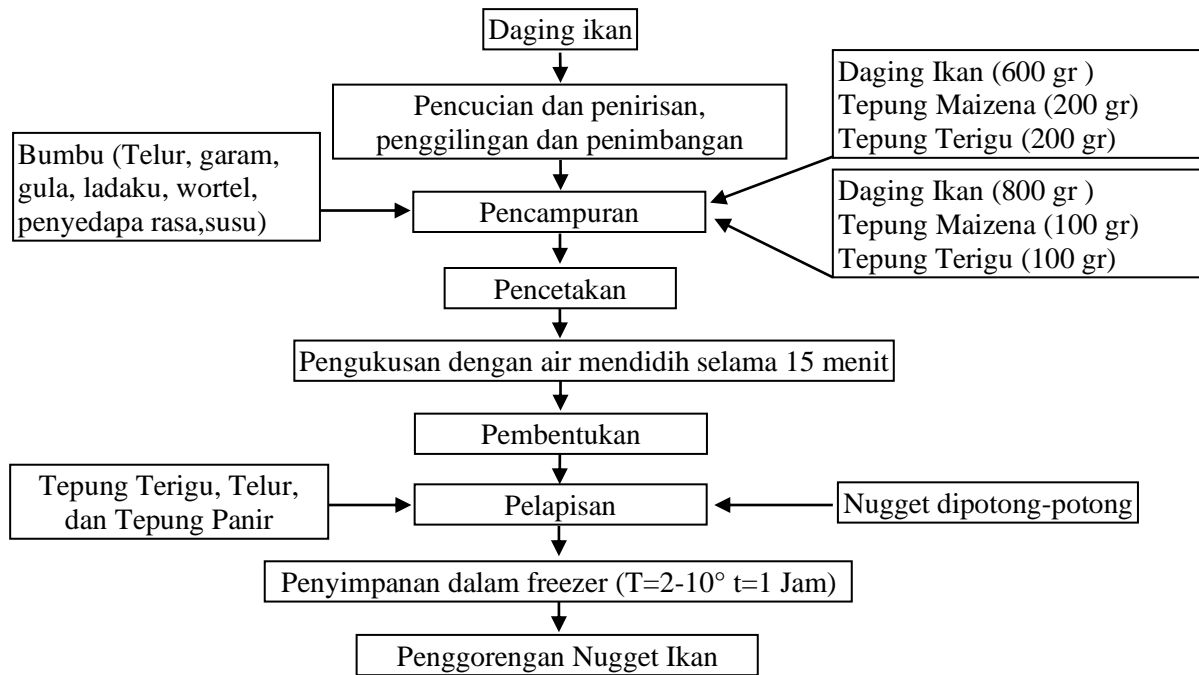 Daging ikan
Pencucian dan penirisan,
penggilingan dan penimbangan
Daging Ikan (600 gr )
Tepung Maizena (200 gr)
Tepung Terigu (200 gr)
Bumbu (Telur, garam,
gula, ladaku, wortel,
penyedapa rasa,susu)
Pencampuran
Daging Ikan (800 gr )
Tepung Maizena (100 gr)
Tepung Terigu (100 gr)
Pencetakan
Pengukusan dengan air mendidih selama 15 menit
Pembentukan
Tepung Terigu, Telur,
dan Tepung Panir
Pelapisan
Nugget dipotong-potong
Penyimpanan dalam freezer (T=2-10° t=1 Jam)
Penggorengan Nugget Ikan